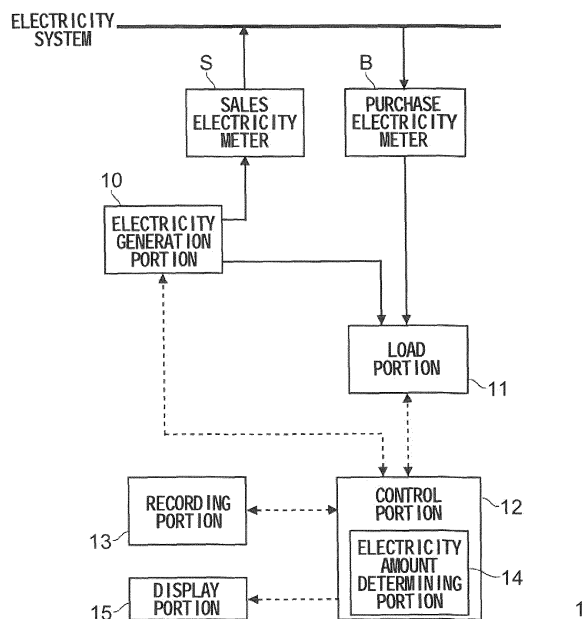 ELECTRICITY
SYSTEM
S
B
SALES
ELECTRICITY
METER
PURCHASE
ELECTRICITY
METER
10
ELECTRICITY
GENERATION
PORTION
LOAD
PORTION
11
RECORDING
PORTION
13
CONTROL
PORTION
12
ELECTRICITY
AMOUNT
DETERMINING
PORTION
14
DISPLAY
PORTION
15
1